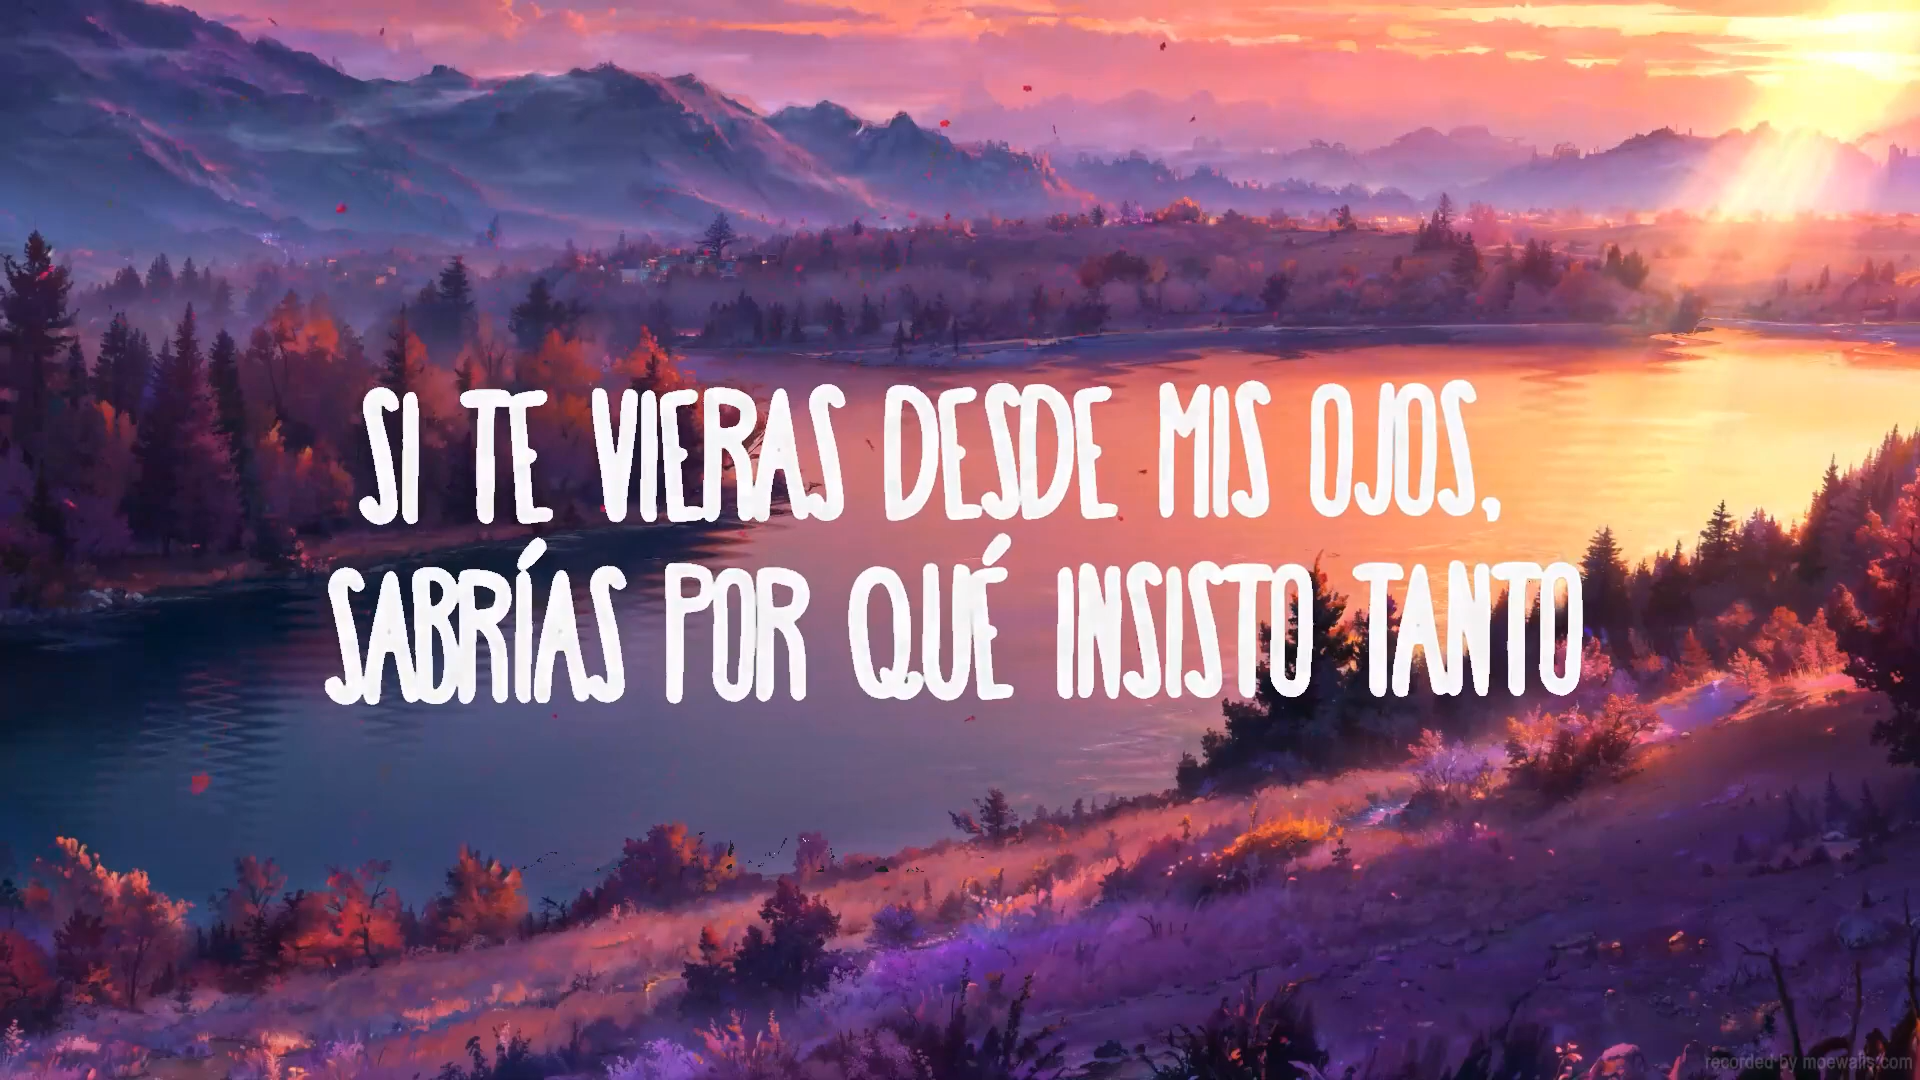 SI TE VIERAS DESDE MIS OJOS,
SABRÍAS POR QUÉ INSISTO TANTO
recorded by moewalls.com